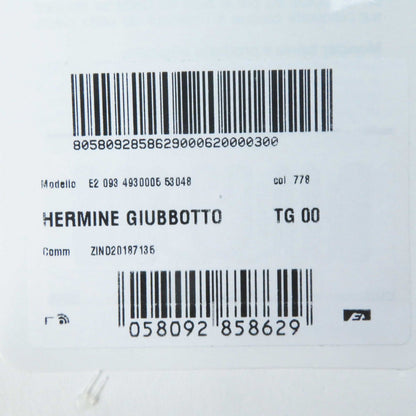 8058092858629000620000300
Modello E2 093 4930005 53048 col 778
HERMINE GIUBBOTTO TG 00
Comm ZIND20187135
058092 858629